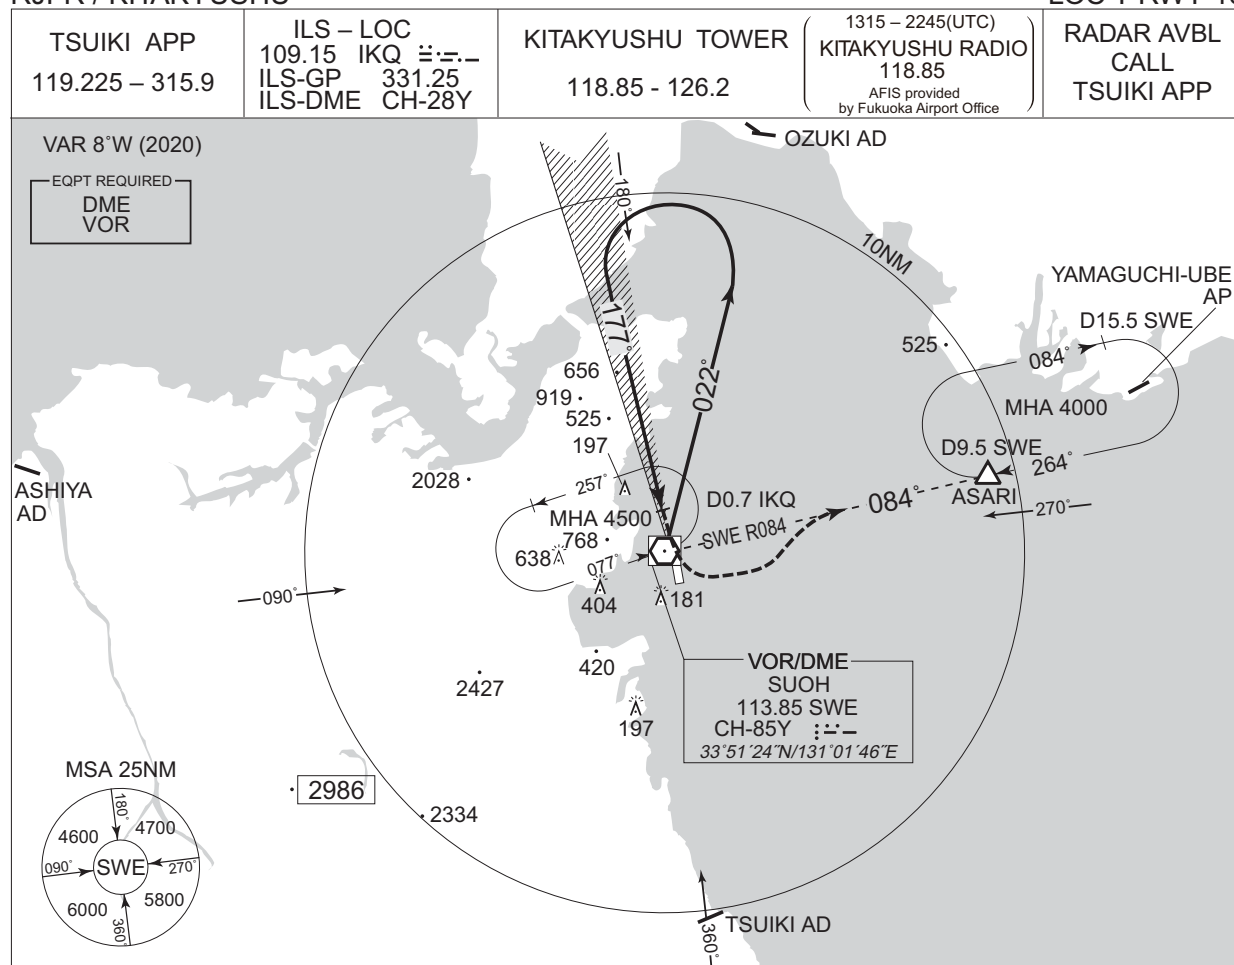 TSUIKI APP
119.225 – 315.9
ILS – LOC
109.15 IKQ
ILS-GP 331.25
ILS-DME CH-28Y
KITAKYUSHU TOWER
118.85 - 126.2
1315 – 2245(UTC)
KITAKYUSHU RADIO
118.85
AFIS provided
by Fukuoka Airport Office
RADAR AVBL
CALL
TSUIKI APP
VAR 8°W (2020)
EQPT REQUIRED
DME
VOR
OZUKI AD
180°
10NM
YAMAGUCHI-UBE
AP
D15.5 SWE
525
084°
MHA 4000
177°
022°
656
919
525
197
D9.5 SWE
264°
ASARI
270°
2028
257°
ASHIYA
AD
MHA 4500
D0.7 IKQ
084°
SWE R084
768
638
077°
404
181
090°
420
2427
197
VOR/DME
SUOH
113.85 SWE
CH-85Y
33°51´24˝N/131°01´46˝E
MSA 25NM
2986
2334
180°
4600
4700
090°
SWE
270°
6000
5800
360°
TSUIKI AD
360°